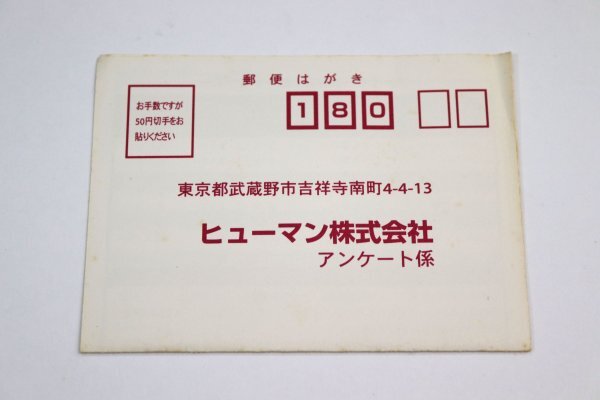 郵便はがき
お手数ですが
50円切手をお
貼りください
180
東京都武蔵野市吉祥寺南町4-4-13
ヒューマン株式会社
アンケート係